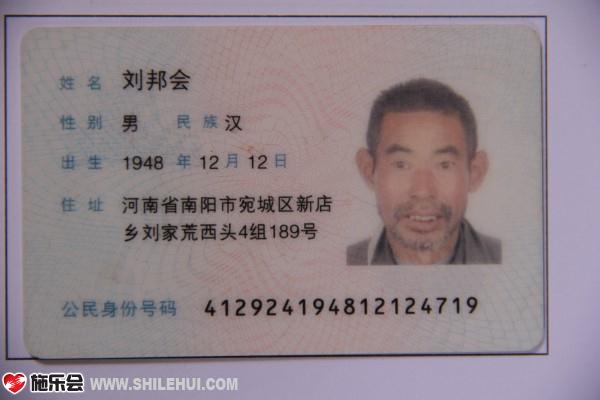 姓名 刘邦会
性别 男 民族 汉
出生 1948 年 12 月 12 日
住址 河南省南阳市宛城区新店
乡刘家荒西头4组189号
公民身份号码 412924194812124719
施乐会 WWW.SHILEHUI.COM